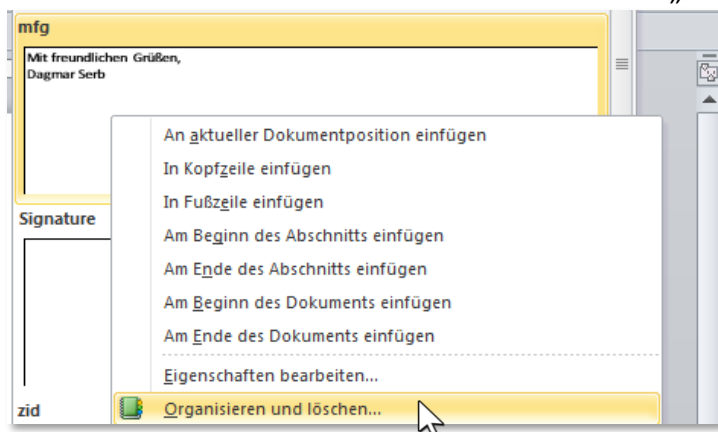 „
mfg
Mit freundlichen Grüßen,
Dagmar Serb
An aktueller Dokumentposition einfügen
In Kopfzeile einfügen
In Fußzeile einfügen
Signature
Am Beginn des Abschnitts einfügen
Am Ende des Abschnitts einfügen
Am Beginn des Dokuments einfügen
Am Ende des Dokuments einfügen
Eigenschaften bearbeiten...
zid
Organisieren und löschen...